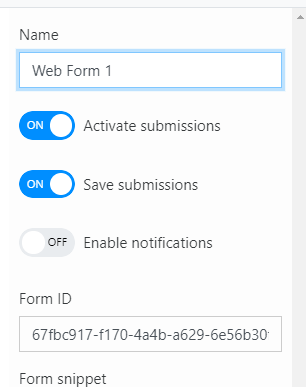 Name
Web Form 1
ON Activate submissions
ON Save submissions
OFF Enable notifications
Form ID
67fbc917-f170-4a4b-a629-6e56b30
Form snippet